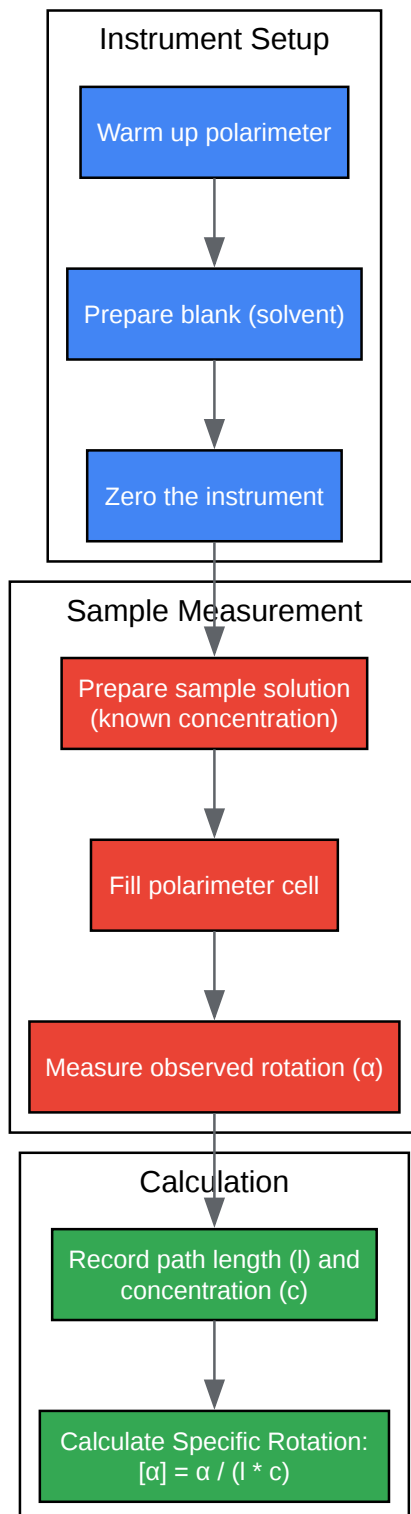 Instrument Setup
Warm up polarimeter
Prepare blank (solvent)
Zero the instrument
Sample Measurement
Prepare sample solution
(known concentration)
Fill polarimeter cell
Measure observed rotation (α)
Calculation
Record path length (l) and
concentration (c)
Calculate Specific Rotation:
[α] = α / (l * c)